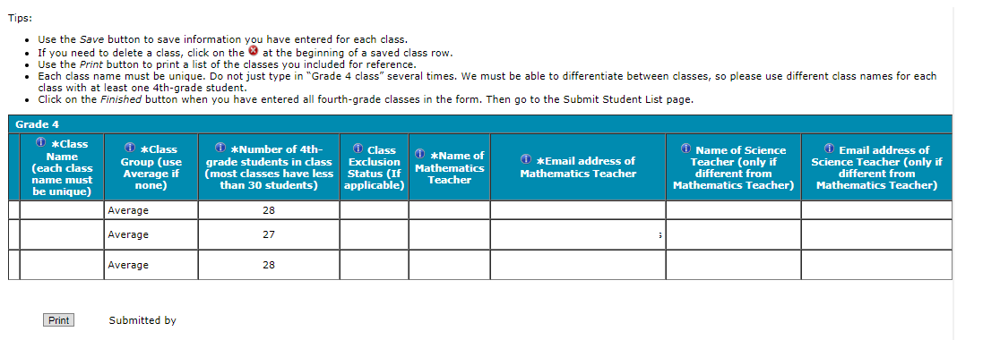 Tips:
Use the Save button to save information you have entered for each class.
If you need to delete a class, click on the at the beginning of a saved class row.
Use the Print button to print a list of the classes you included for reference.
Each class name must be unique. Do not just type in "Grade 4 class" several times. We must be able to differentiate between classes, so please use different class names for each
class with at least one 4th-grade student.
Click on the Finished button when you have entered all fourth-grade classes in the form. Then go to the Submit Student List page.
Grade 4
*Class
Name
(each class
name must
be unique)
*Class
Group (use
Average if
none)
*Number of 4th-
grade students in class
(most classes have less
than 30 students)
Class
Exclusion
Status (If
applicable)
*Name of
Mathematics
Teacher
*Email address of
Mathematics Teacher
Name of Science
Teacher (only if
different from
Mathematics Teacher)
Email address of
Science Teacher (only if
different from
Mathematics Teacher)
Average 28
Average 27
Average 28
Print Submitted by